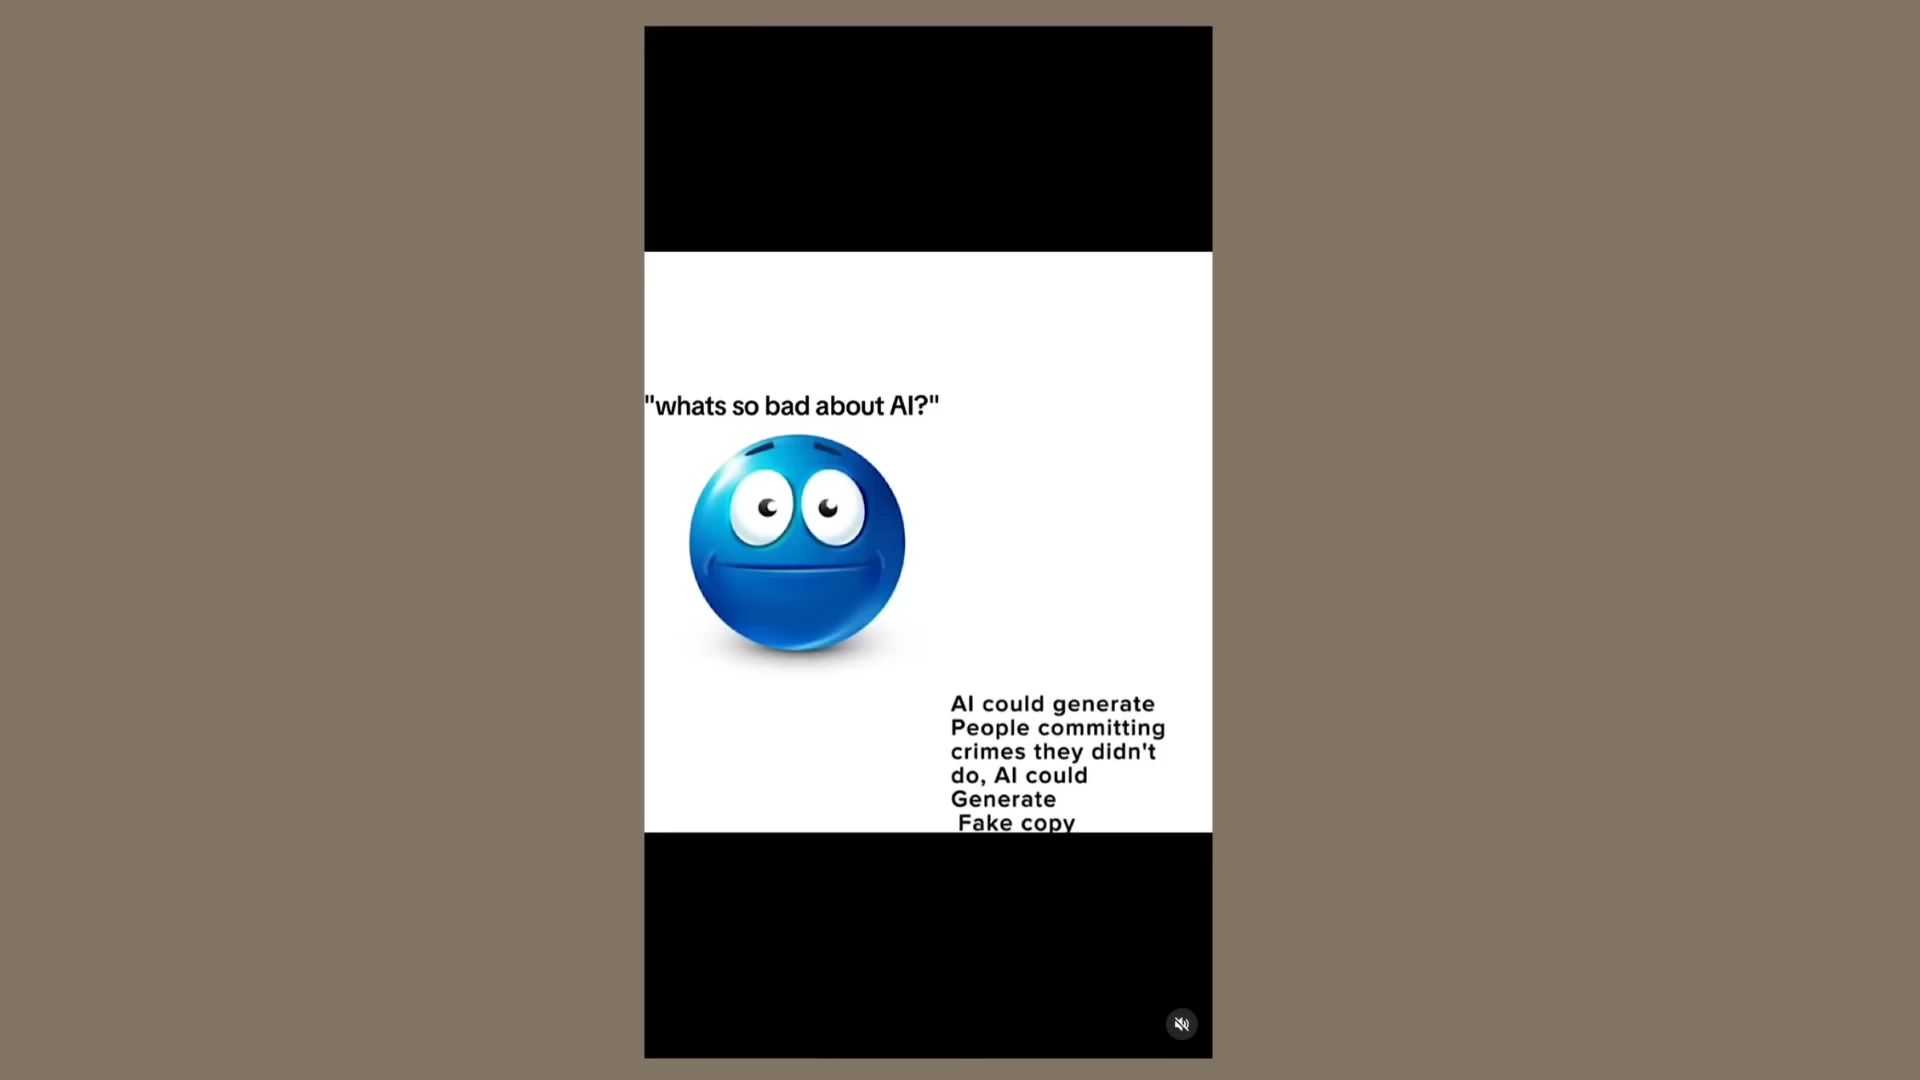 "whats so bad about AI?"
AI could generate
People committing
crimes they didn't
do, AI could
Generate
Fake copy